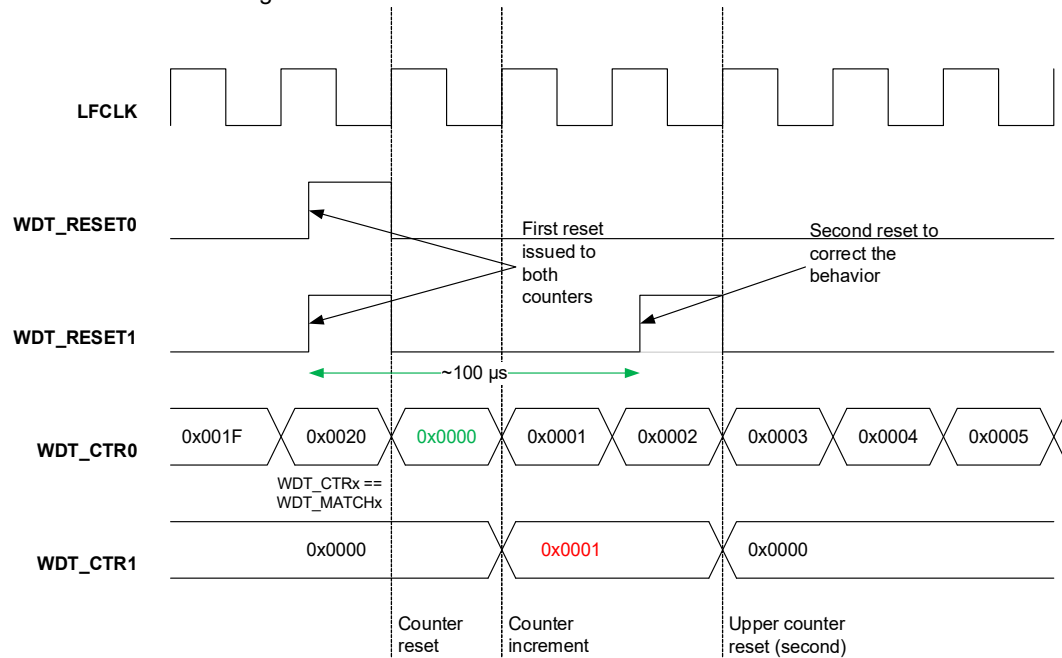 LFCLK
WDT_RESET0
First reset
issued to
both
counters
Second reset to
correct the
behavior
WDT_RESET1
~100 µs
WDT_CTR0
0x001F
0x0020
0x0000
0x0001
0x0002
0x0003
0x0004
0x0005
WDT_CTRx ==
WDT_MATCHx
WDT_CTR1
0x0000
0x0001
0x0000
Counter
reset
Counter
increment
Upper counter
reset (second)